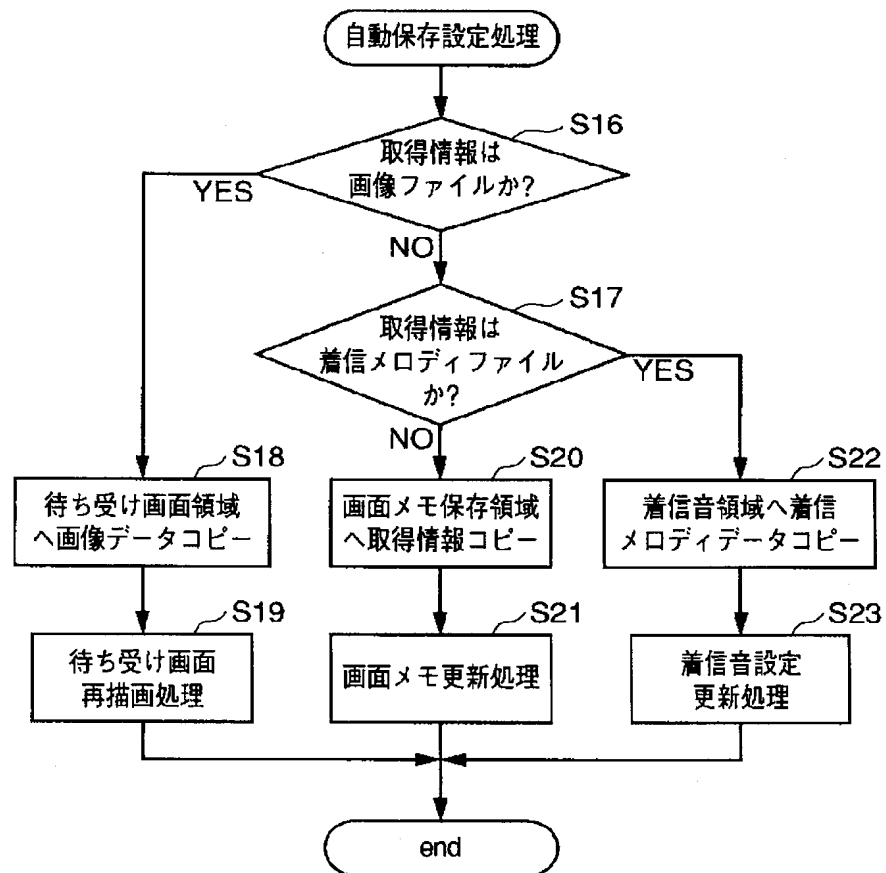 自動保存設定処理
S16
取得情報は
画像ファイルか?
YES
NO
S17
取得情報は
着信メロディファイル
か?
YES
NO
S18
待ち受け画面領域
へ画像データコピー
S20
画面メモ保存領域
へ取得情報コピー
S22
着信音領域へ着信
メロディデータコピー
S19
待ち受け画面
再描画処理
S21
画面メモ更新処理
S23
着信音設定
更新処理
end